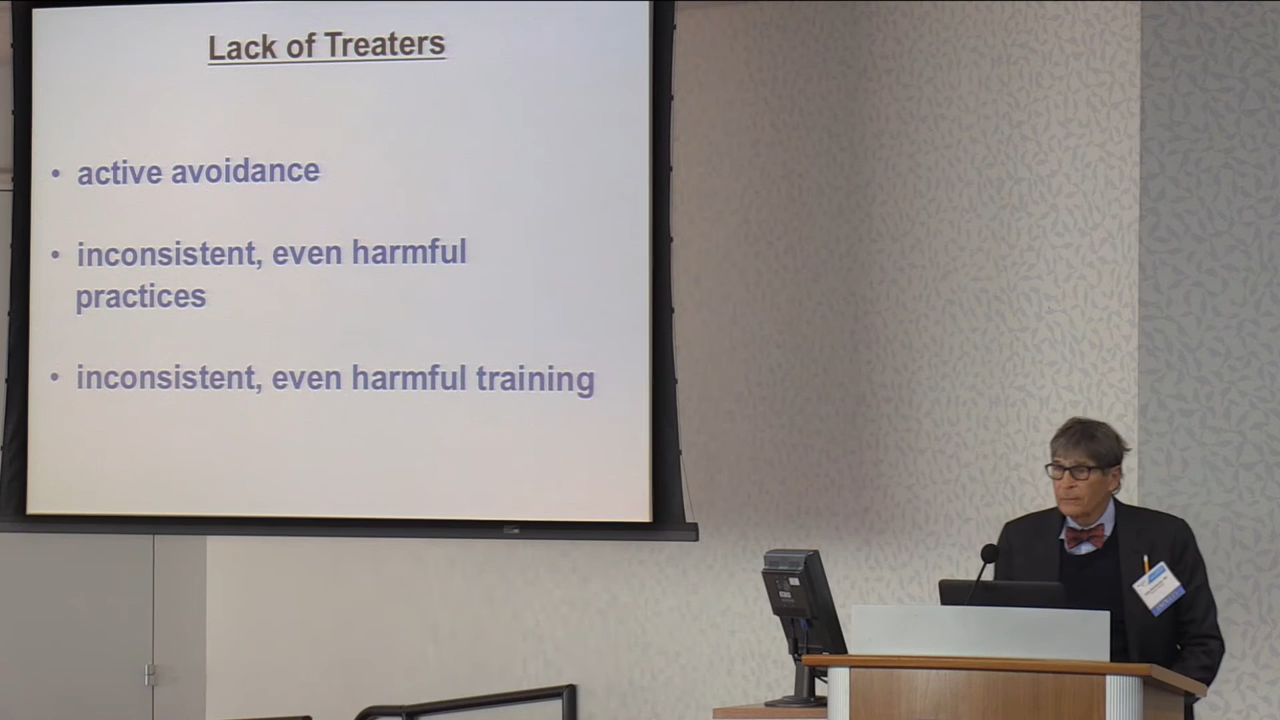 Lack of Treaters
• active avoidance
• inconsistent, even harmful
practices
• inconsistent, even harmful training